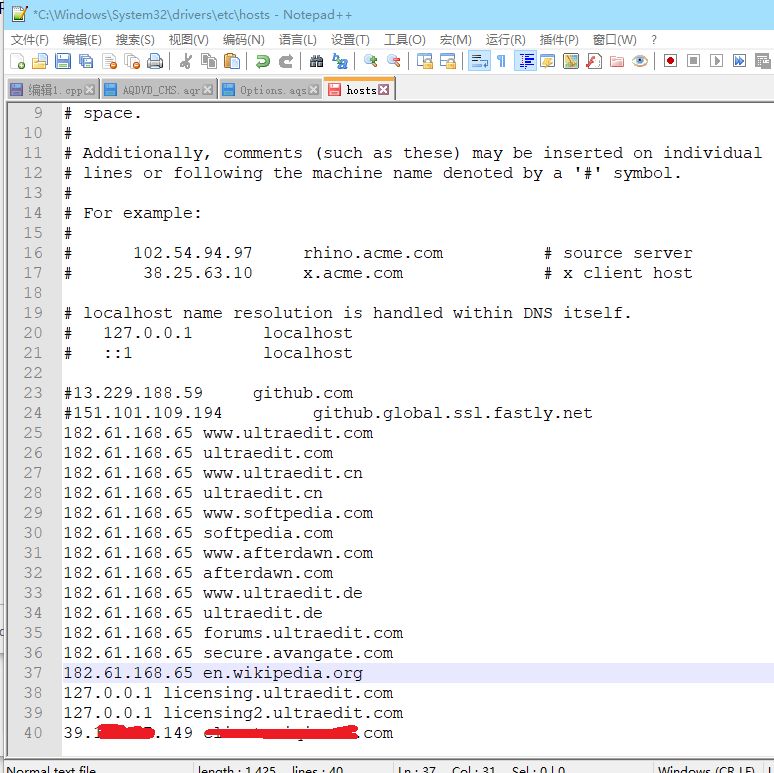 *C:\Windows\System32\drivers\etc\hosts - Notepad++
文件(F) 编辑(E) 搜索(S) 视图(V) 编码(N) 语言(L) 设置(T) 工具(O) 宏(M) 运行(R) 插件(P) 窗口(W) ?
编辑1.cpp AQDVD_CHS.aqr Options.aqs hosts
9 # space.
10 #
11 # Additionally, comments (such as these) may be inserted on individual
12 # lines or following the machine name denoted by a '#' symbol.
13 #
14 # For example:
15 #
16 # 102.54.94.97 rhino.acme.com # source server
17 # 38.25.63.10 x.acme.com # x client host
18
19 # localhost name resolution is handled within DNS itself.
20 # 127.0.0.1 localhost
21 # ::1 localhost
22
23 #13.229.188.59 github.com
24 #151.101.109.194 github.global.ssl.fastly.net
25 182.61.168.65 www.ultraedit.com
26 182.61.168.65 ultraedit.com
27 182.61.168.65 www.ultraedit.cn
28 182.61.168.65 ultraedit.cn
29 182.61.168.65 www.softpedia.com
30 182.61.168.65 softpedia.com
31 182.61.168.65 www.afterdawn.com
32 182.61.168.65 afterdawn.com
33 182.61.168.65 www.ultraedit.de
34 182.61.168.65 ultraedit.de
35 182.61.168.65 forums.ultraedit.com
36 182.61.168.65 secure.avangate.com
37 182.61.168.65 en.wikipedia.org
38 127.0.0.1 licensing.ultraedit.com
39 127.0.0.1 licensing2.ultraedit.com
40 39.1 .149 .com
Normal text file length : 1,425 lines : 40 Ln : 37 Col : 31 Sel : 0 | 0 Windows (CR LF)